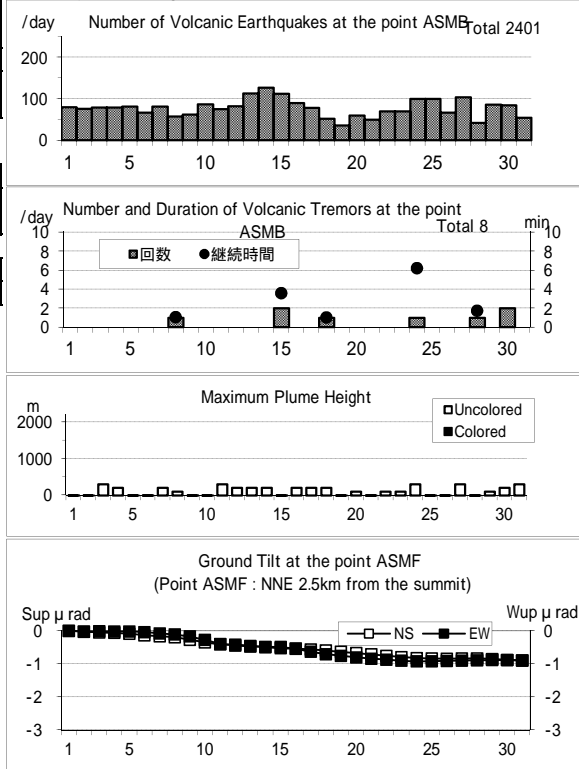 /day Number of Volcanic Earthquakes at the point ASMB Total 2401
200
100
0
1 5 10 15 20 25 30
/day Number and Duration of Volcanic Tremors at the point ASMB Total 8 min
10 10
8 8
6 6
4 4
2 2
0 0
回数 継続時間
1 5 10 15 20 25 30
Maximum Plume Height
m
2000
1000
0
Uncolored
Colored
1 5 10 15 20 25 30
Ground Tilt at the point ASMF
(Point ASMF : NNE 2.5km from the summit)
Sup μ rad Wup μ rad
NS EW
0 0
-1 -1
-2 -2
-3 -3
1 5 10 15 20 25 30